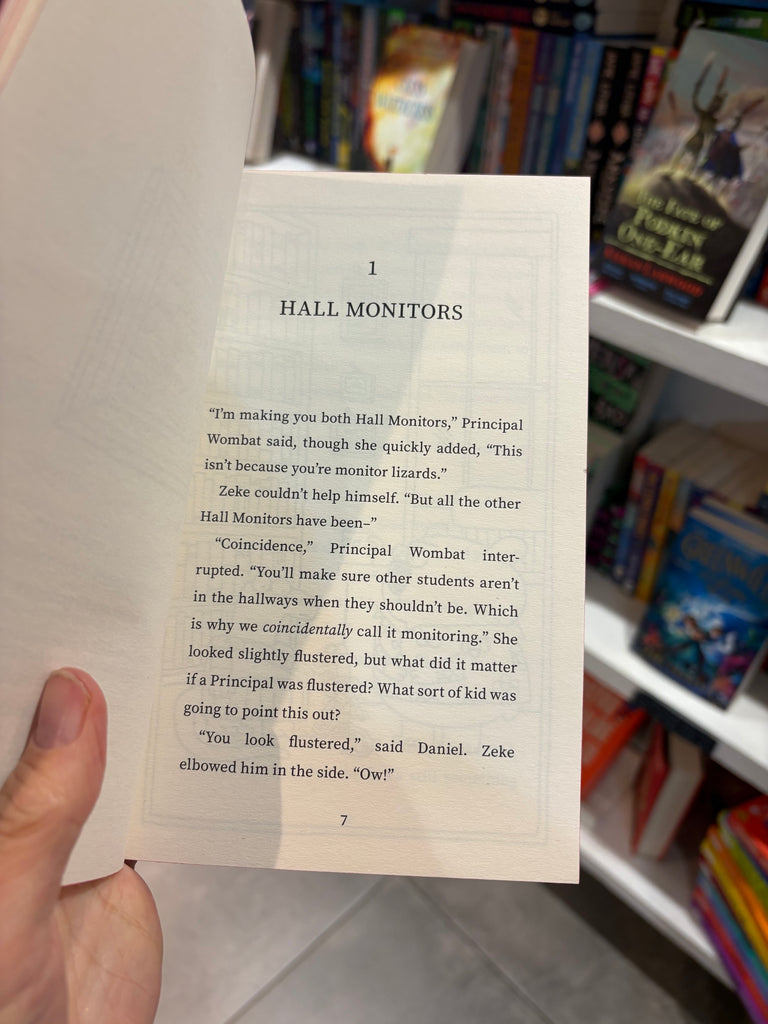 1
HALL MONITORS
“I’m making you both Hall Monitors,” Principal
Wombat said, though she quickly added, “This
isn’t because you’re monitor lizards.”
Zeke couldn’t help himself. “But all the other
Hall Monitors have been–”
“Coincidence,” Principal Wombat inter-
rupted. “You’ll make sure other students aren’t
in the hallways when they shouldn’t be. Which
is why we coincidentally call it monitoring.” She
looked slightly flustered, but what did it matter
if a Principal was flustered? What sort of kid was
going to point this out?
“You look flustered,” said Daniel. Zeke
elbowed him in the side. “Ow!”
7
PODKIN
ONE-EAR